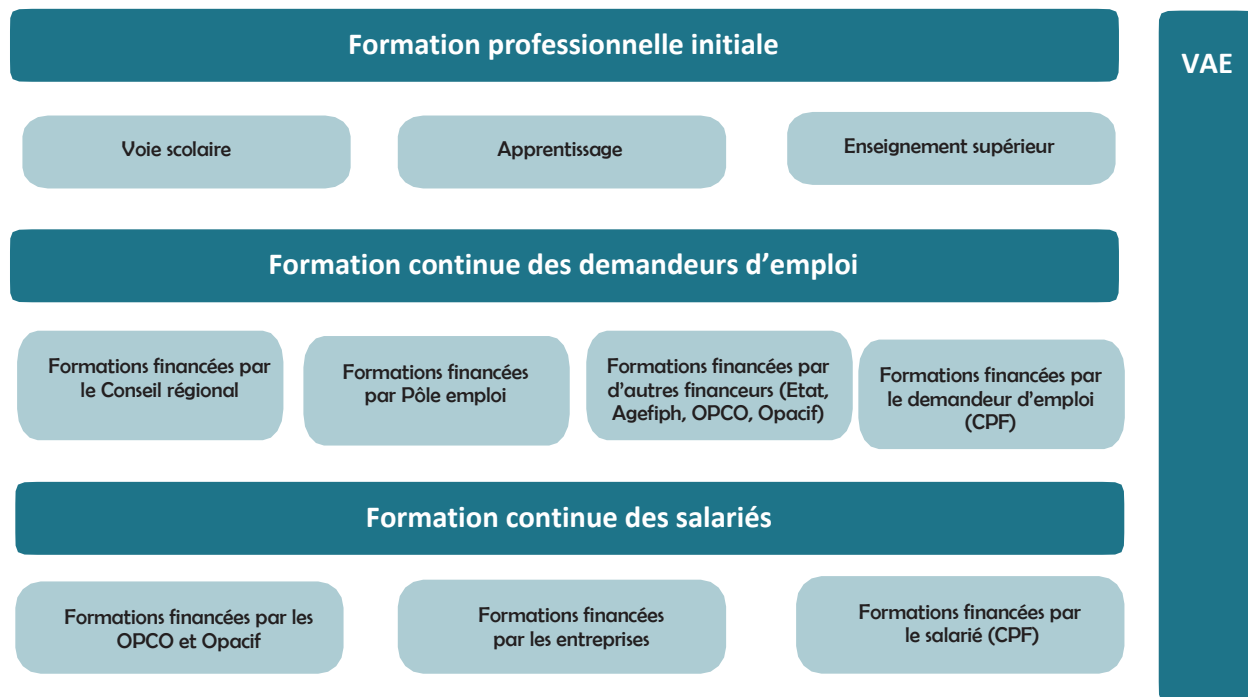 Formation professionnelle initiale
VAE
Voie scolaire
Apprentissage
Enseignement supérieur
Formation continue des demandeurs d’emploi
Formations financées par
le Conseil régional
Formations financées
par Pôle emploi
Formations financées par
d'autres financeurs (Etat,
Agefiph, OPCO, Opacif)
Formations financées par
le demandeur d'emploi
(CPF)
Formation continue des salariés
Formations financées par les
OPCO et Opacif
Formations financées
par les entreprises
Formations financées par
le salarié (CPF)